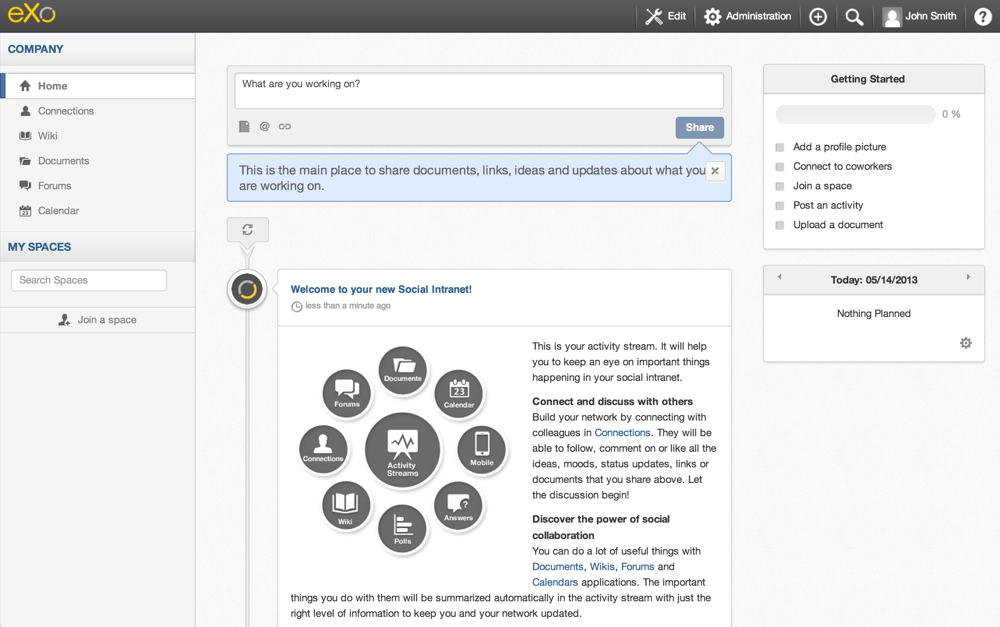 eXo
Edit
Administration
John Smith
?
COMPANY
Home
Connections
Wiki
Documents
Forums
23
Calendar
MY SPACES
Search Spaces
Join a space
What are you working on?
@
Share
This is the main place to share documents, links, ideas and updates about what you
are working on.
Welcome to your new Social Intranet!
less than a minute ago
Documents
Forums
23
Calendar
Connections
Activity
Streams
Mobile
Wiki
?
Answers
Polls
This is your activity stream. It will help
you to keep an eye on important things
happening in your social intranet.
Connect and discuss with others
Build your network by connecting with
colleagues in Connections. They will be
able to follow, comment on or like all the
ideas, moods, status updates, links or
documents that you share above. Let
the discussion begin!
Discover the power of social
collaboration
You can do a lot of useful things with
Documents, Wikis, Forums and
Calendars applications. The important
things you do with them will be summarized automatically in the activity stream with just the
right level of information to keep you and your network updated.
Getting Started
0 %
Add a profile picture
Connect to coworkers
Join a space
Post an activity
Upload a document
Today: 05/14/2013
Nothing Planned